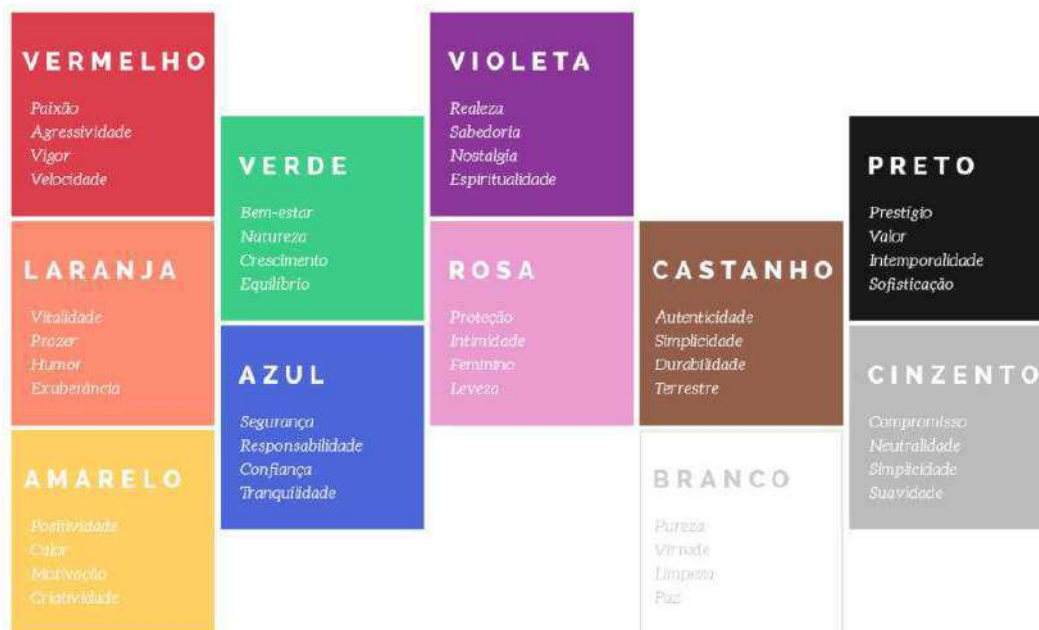 VERMELHO
Paixão
Agressividade
Vigor
Velocidade
LARANJA
Vitalidade
Prazer
Humor
Exuberância
AMARELO
Positividade
Calor
Motivação
Criatividade
VERDE
Bem-estar
Natureza
Crescimento
Equilíbrio
AZUL
Segurança
Responsabilidade
Confiança
Tranquilidade
VIOLETA
Realeza
Sabedoria
Nostalgia
Espiritualidade
ROSA
Proteção
Intimidade
Feminino
Leveza
CASTANHO
Autenticidade
Simplicidade
Durabilidade
Terrestre
BRANCO
Pureza
Virtude
Limpeza
Paz
PRETO
Prestígio
Valor
Intemporalidade
Sofisticação
CINZENTO
Compromisso
Neutralidade
Simplicidade
Suavidade